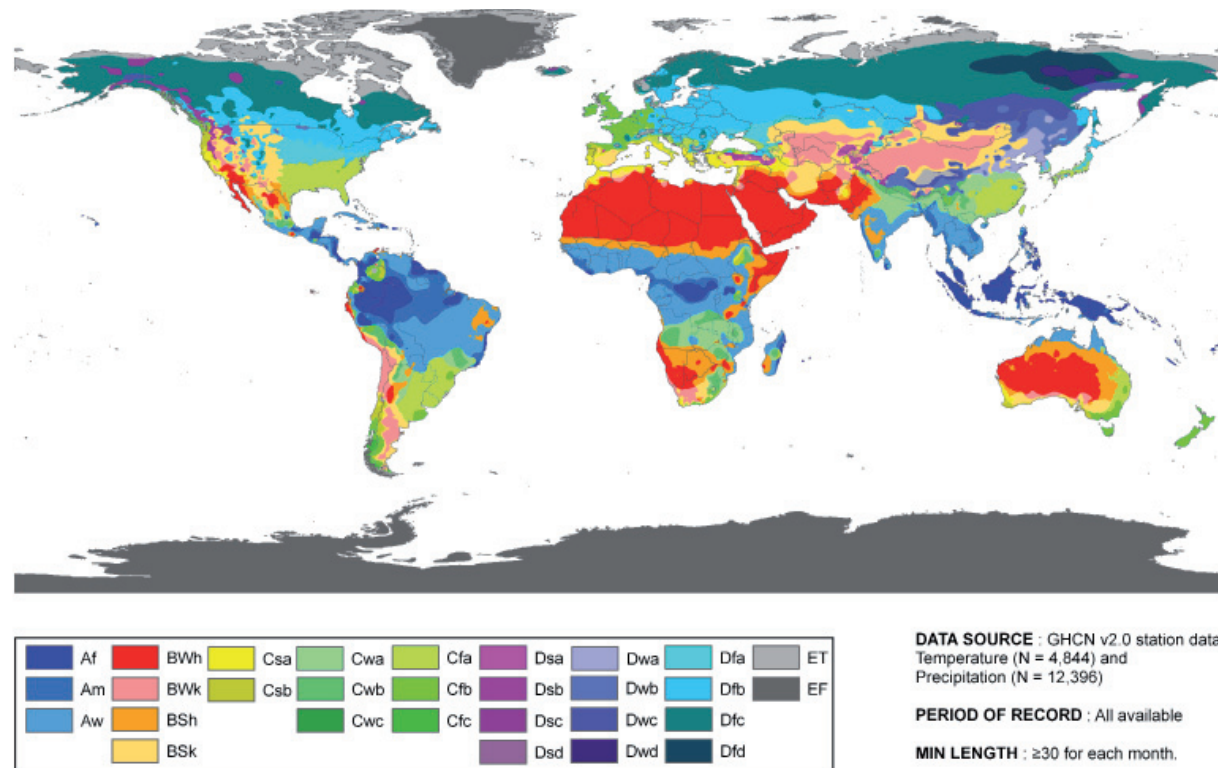 Af BWh Csa Cwa Cfa Dsa Dwa Dfa ET
Am BWk Csb Cwb Cfb Dsb Dwb Dfb EF
Aw BSh Cwc Cfc Dsc Dwc Dfc
BSk Dsd Dwd Dfd
DATA SOURCE : GHCN v2.0 station data
Temperature (N = 4,844) and
Precipitation (N = 12,396)
PERIOD OF RECORD : All available
MIN LENGTH : ≥30 for each month.